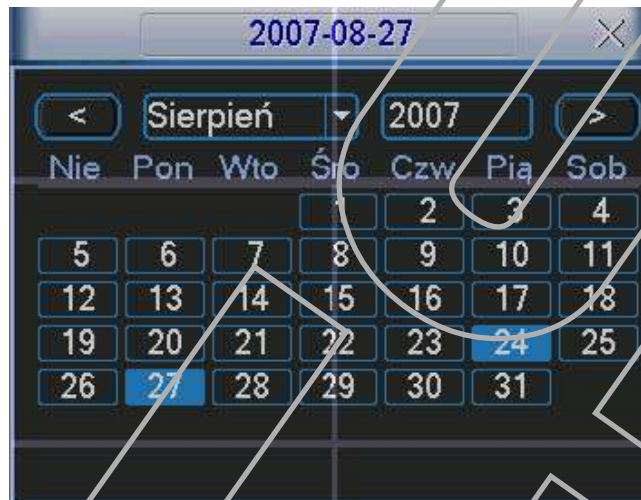 2007-08-27
< Sierpień 2007 >
Nie Pon Wto Śro Czw Pią Sob
1 2 3 4
5 6 7 8 9 10 11
12 13 14 15 16 17 18
19 20 21 22 23 24 25
26 27 28 29 30 31